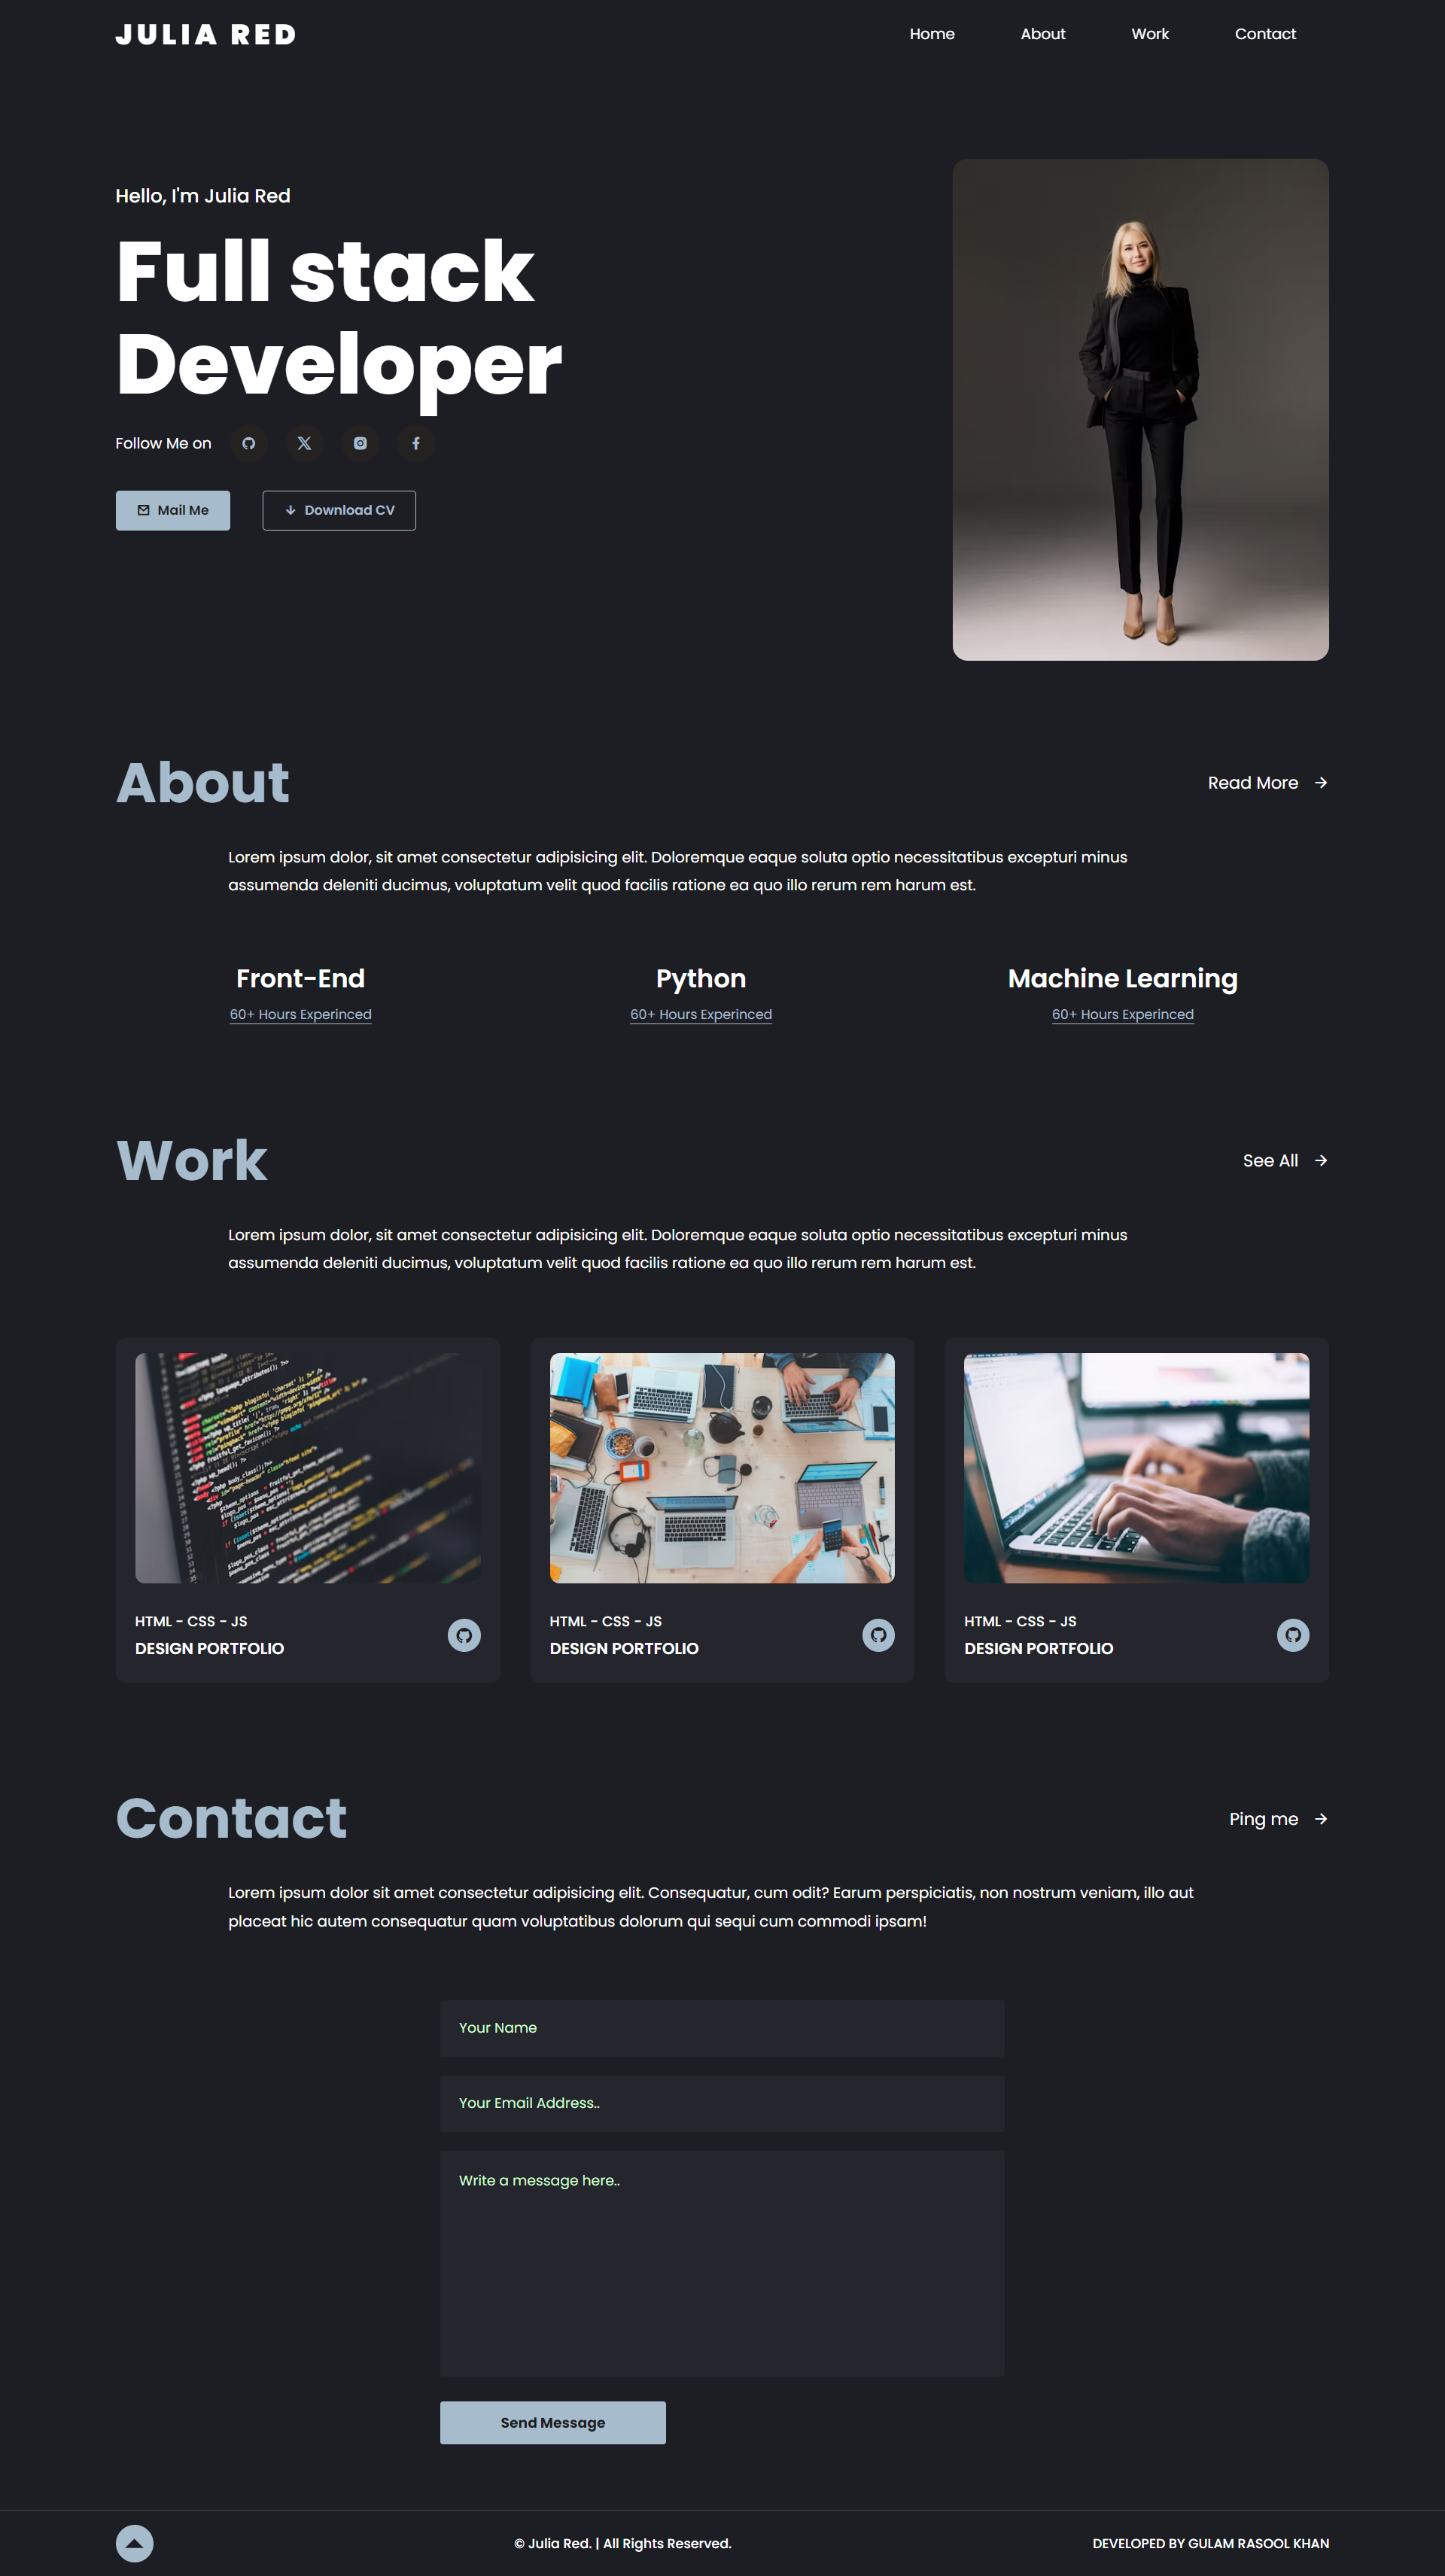 JULIA RED
Home About Work Contact
Hello, I'm Julia Red
Full stack
Developer
Follow Me on
Mail Me Download CV
About
Read More
Lorem ipsum dolor, sit amet consectetur adipisicing elit. Doloremque eaque soluta optio necessitatibus excepturi minus
assumenda deleniti ducimus, voluptatum velit quod facilis ratione ea quo illo rerum rem harum est.
Front-End
60+ Hours Experinced
Python
60+ Hours Experinced
Machine Learning
60+ Hours Experinced
Work
See All
Lorem ipsum dolor, sit amet consectetur adipisicing elit. Doloremque eaque soluta optio necessitatibus excepturi minus
assumenda deleniti ducimus, voluptatum velit quod facilis ratione ea quo illo rerum rem harum est.
HTML - CSS - JS
DESIGN PORTFOLIO
HTML - CSS - JS
DESIGN PORTFOLIO
HTML - CSS - JS
DESIGN PORTFOLIO
Contact
Ping me
Lorem ipsum dolor sit amet consectetur adipisicing elit. Consequatur, cum odit? Earum perspiciatis, non nostrum veniam, illo aut
placeat hic autem consequatur quam voluptatibus dolorum qui sequi cum commodi ipsam!
Your Name
Your Email Address..
Write a message here..
Send Message
© Julia Red. | All Rights Reserved.
DEVELOPED BY GULAM RASOOL KHAN